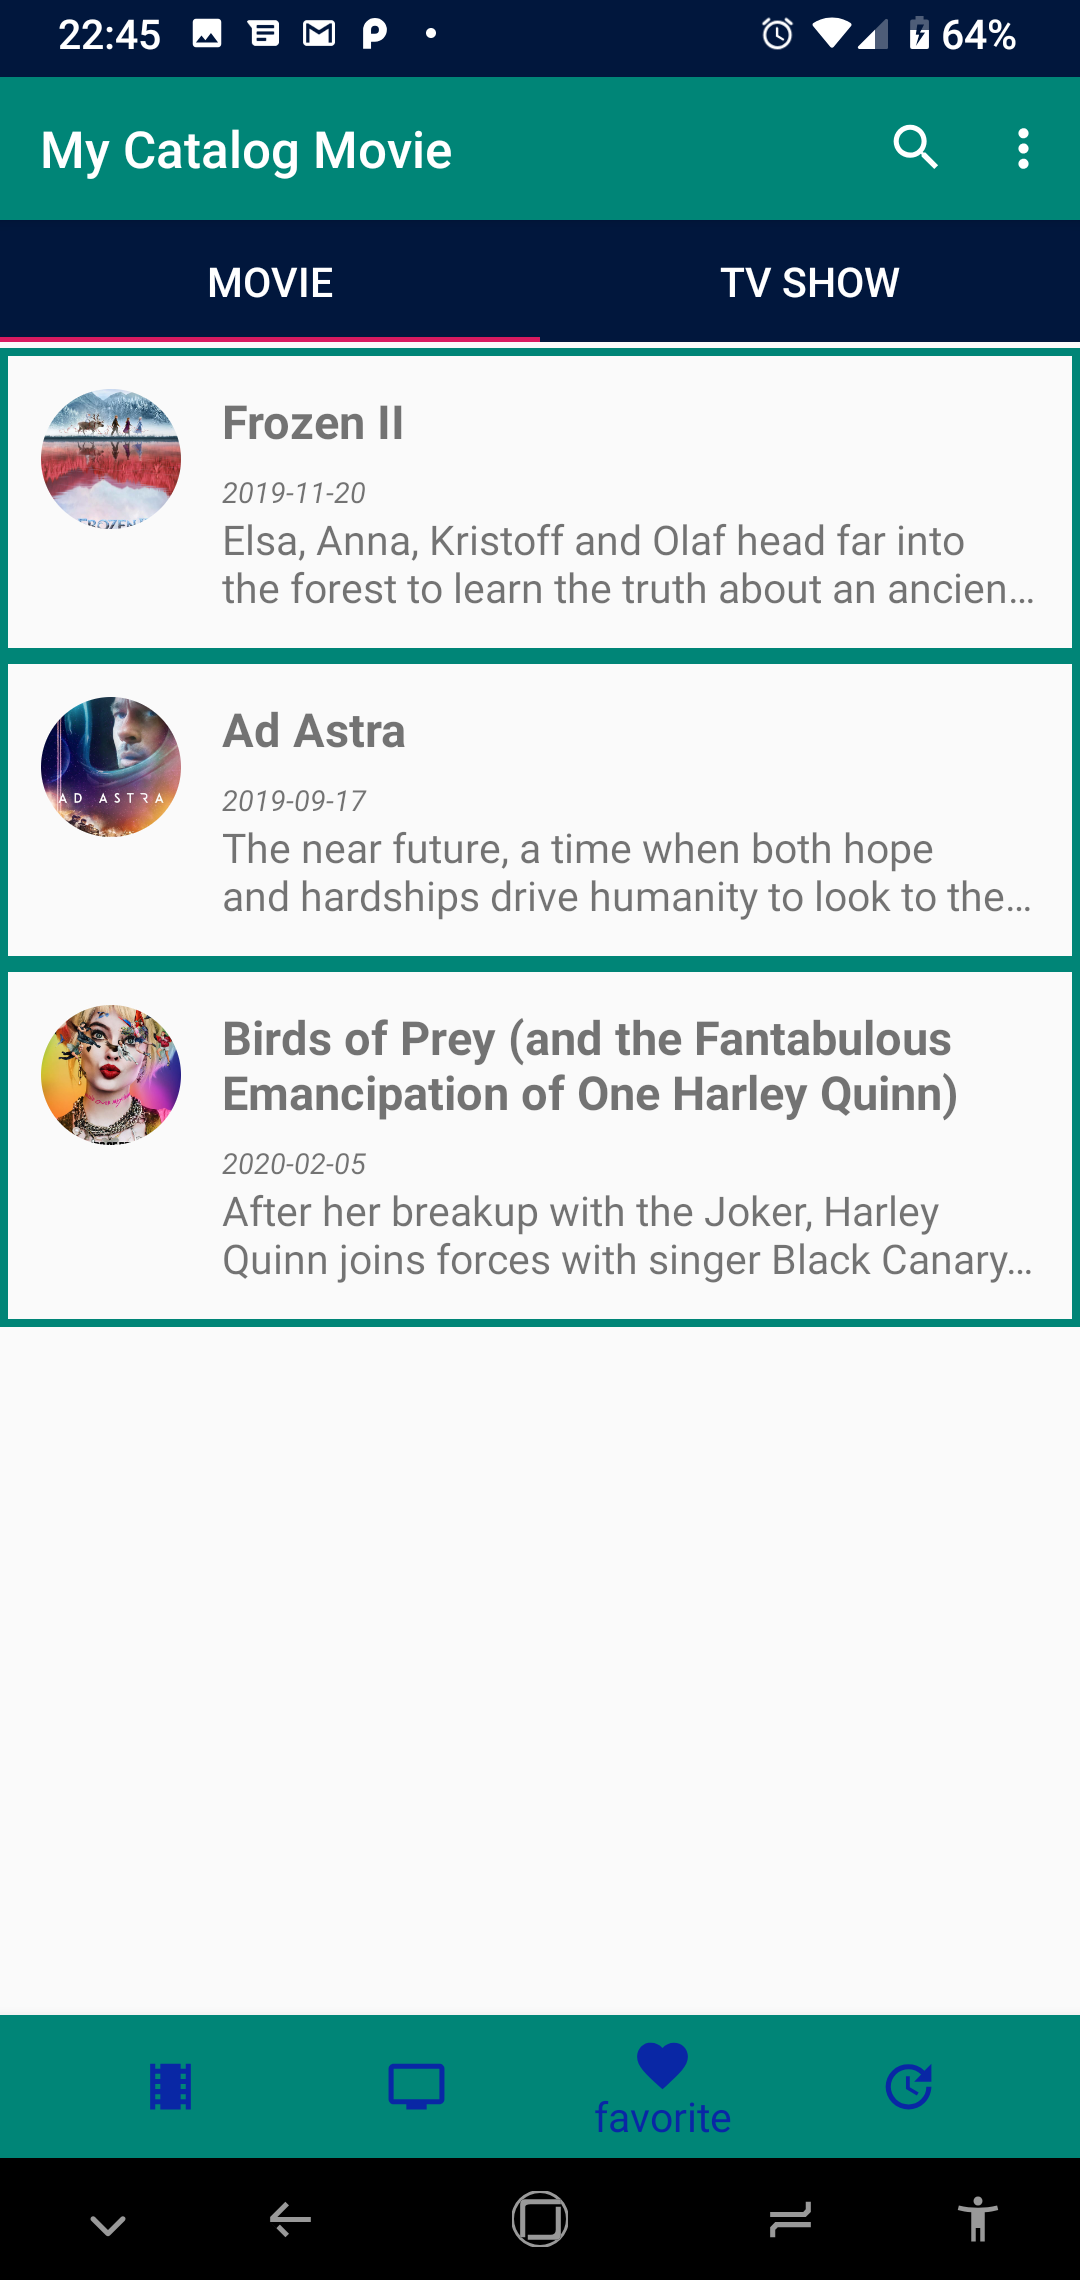 22:45
64%
My Catalog Movie
MOVIE
TV SHOW
Frozen II
2019-11-20
Elsa, Anna, Kristoff and Olaf head far into
the forest to learn the truth about an ancien...
AD ASTRA
Ad Astra
2019-09-17
The near future, a time when both hope
and hardships drive humanity to look to the...
Birds of Prey (and the Fantabulous
Emancipation of One Harley Quinn)
2020-02-05
After her breakup with the Joker, Harley
Quinn joins forces with singer Black Canary...
favorite